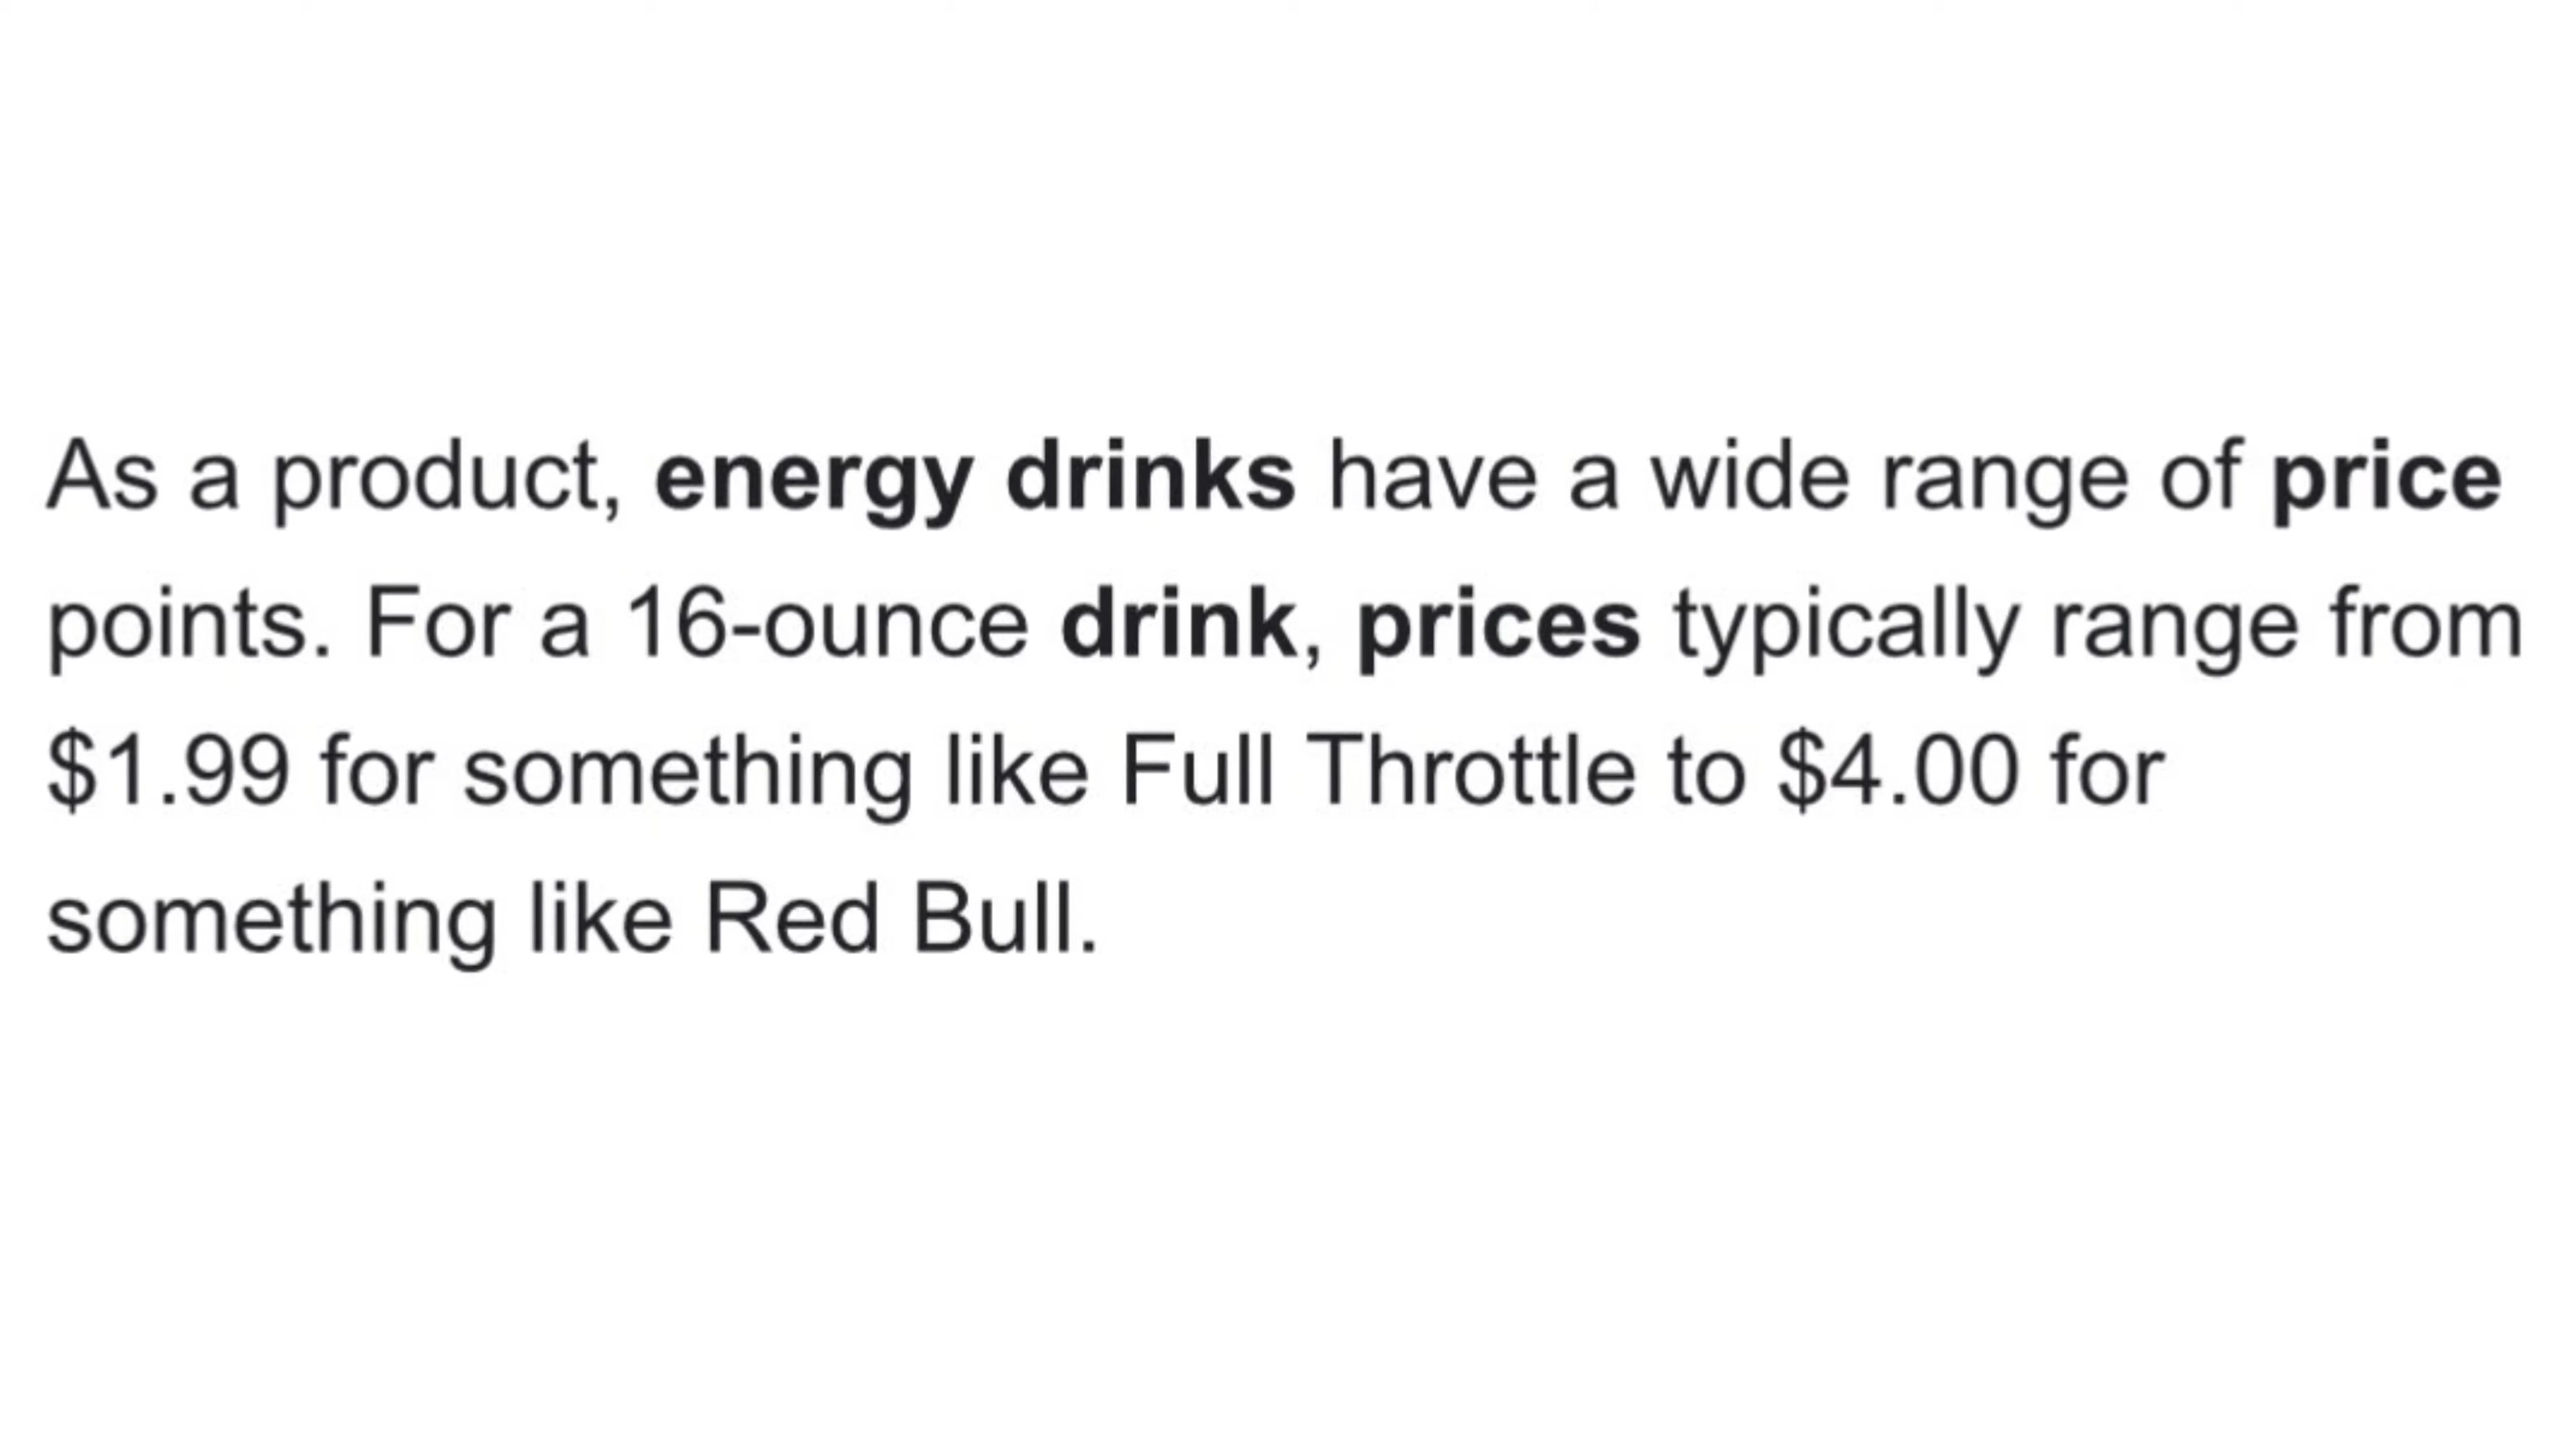 As a product, energy drinks have a wide range of price
points. For a 16-ounce drink, prices typically range from
$1.99 for something like Full Throttle to $4.00 for
something like Red Bull.